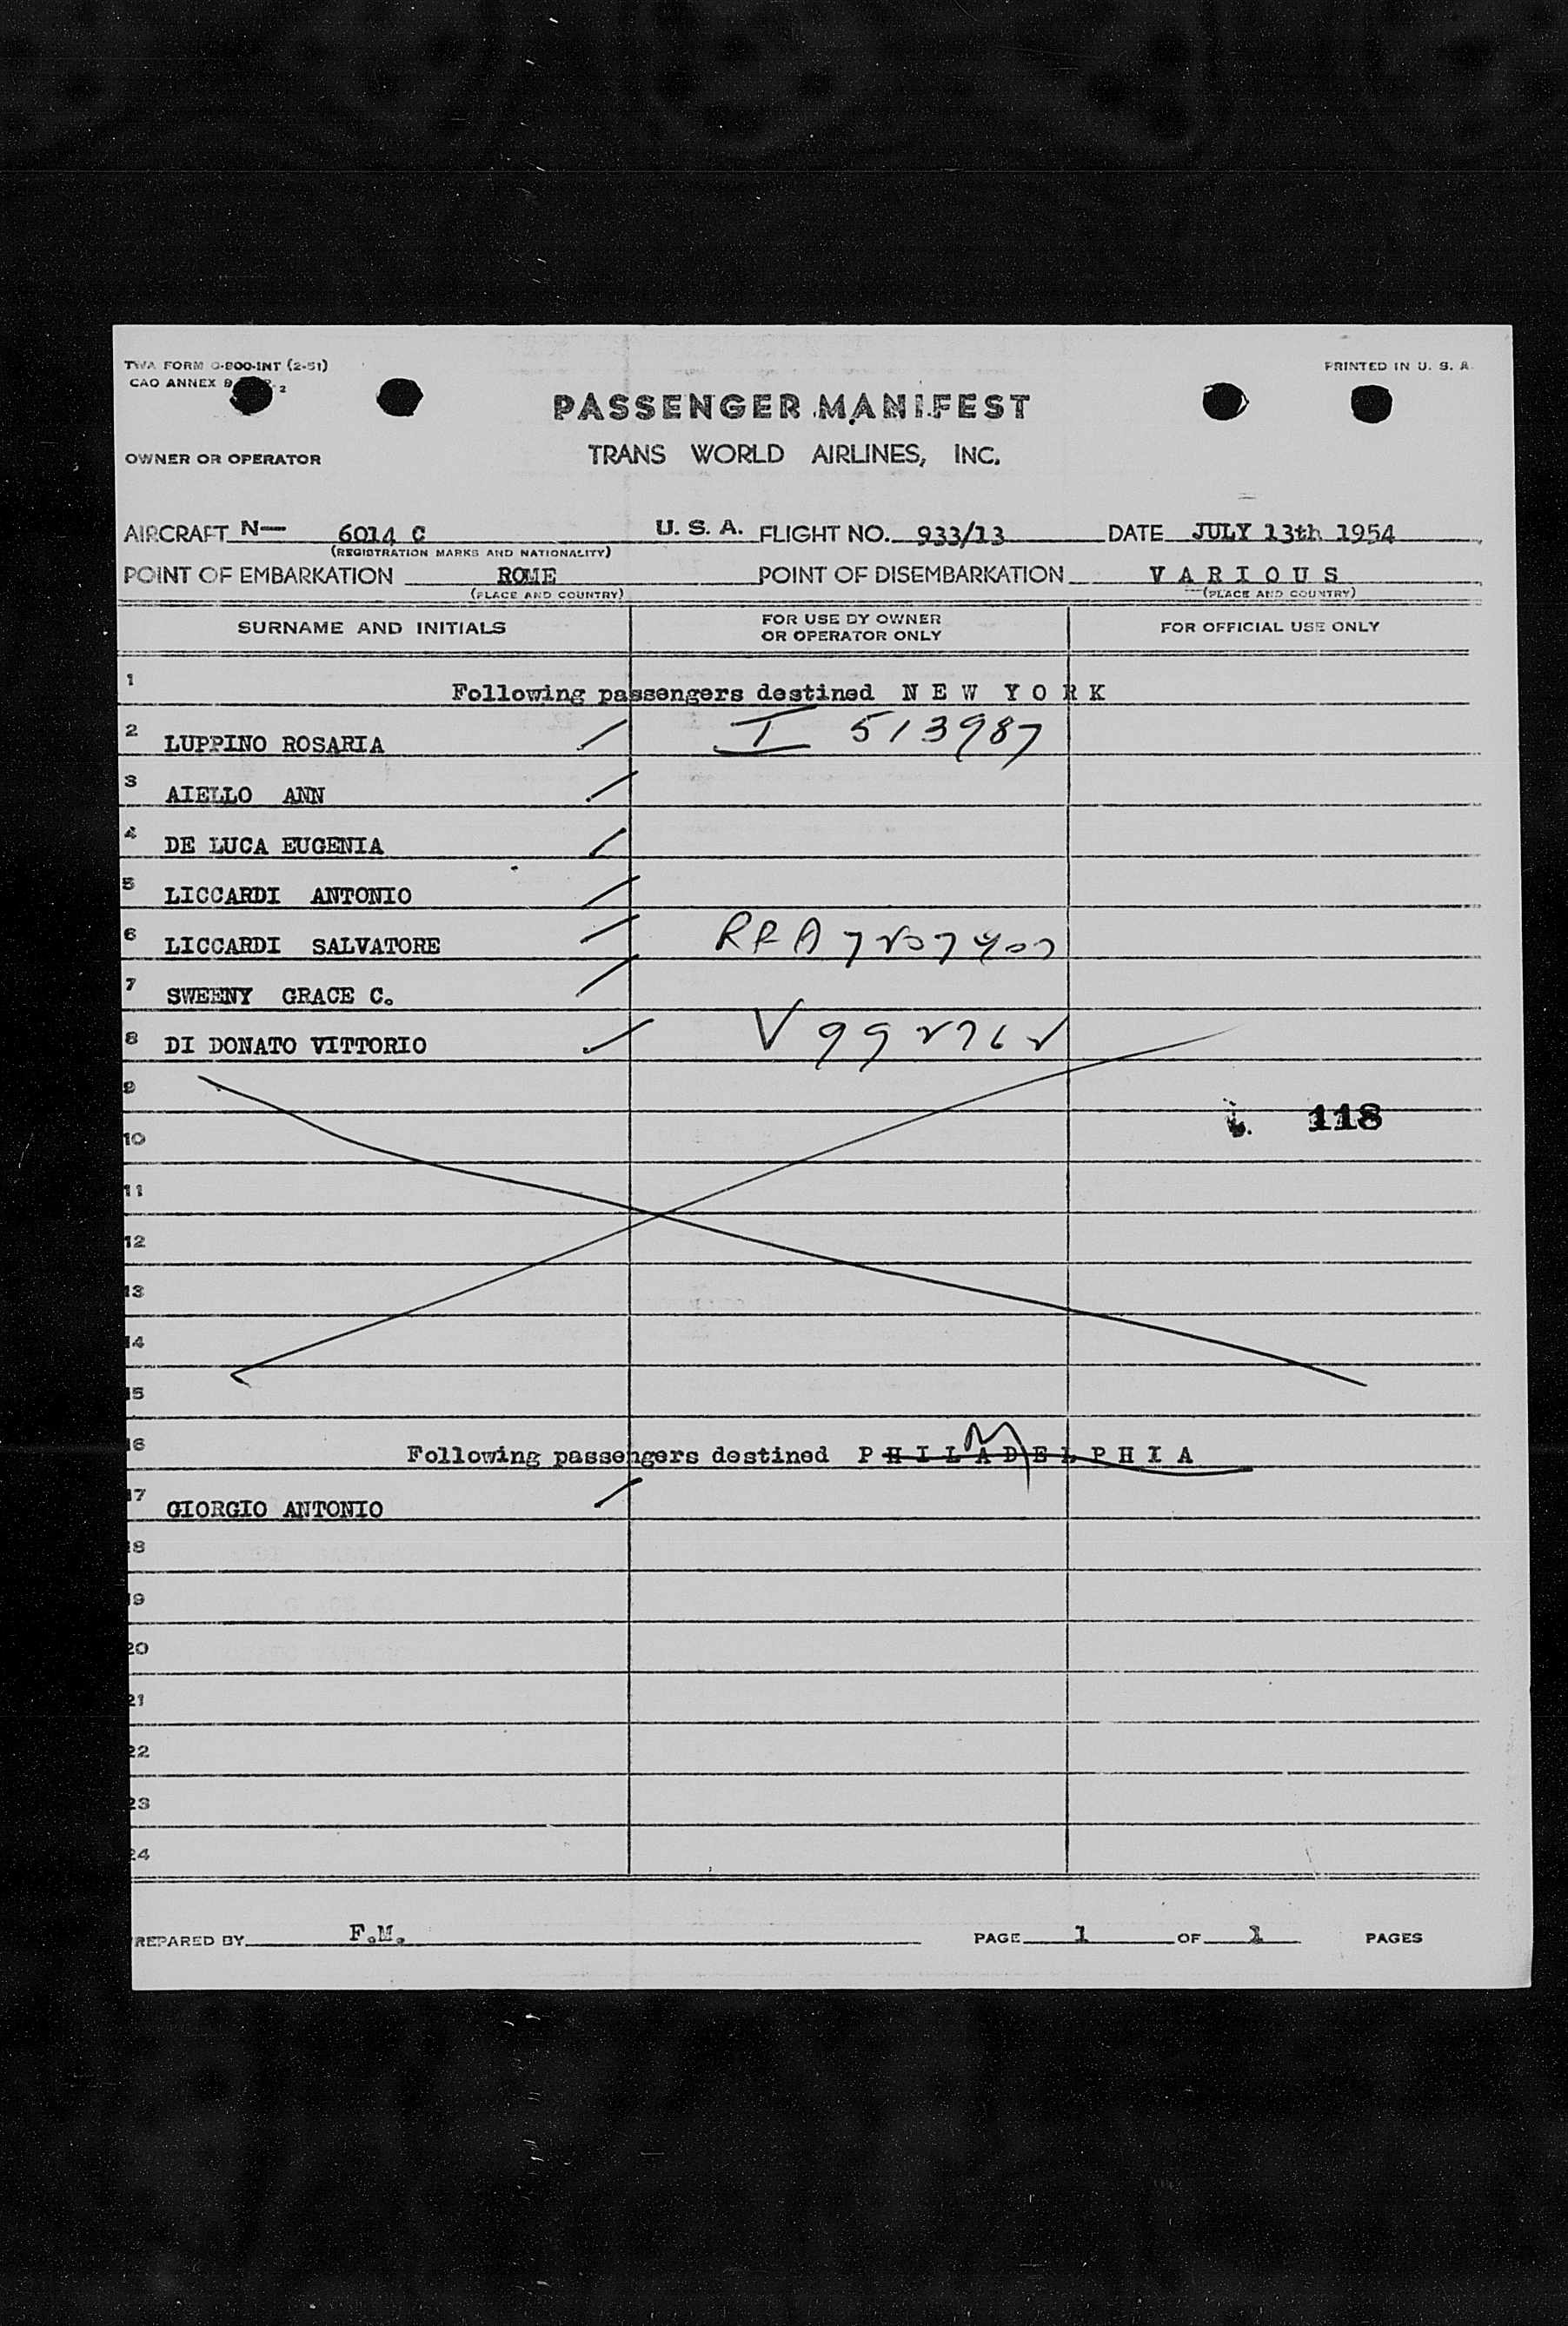 TWA FORM O-800-INT (2-51)
CAO ANNEX 9
PRINTED IN U. S. A.
PASSENGER MANIFEST
OWNER OR OPERATOR
TRANS WORLD AIRLINES, INC.
AIRCRAFT N— 6014 C U. S. A. FLIGHT NO. 933/13 DATE JULY 13th 1954
(REGISTRATION MARKS AND NATIONALITY)
POINT OF EMBARKATION ROME POINT OF DISEMBARKATION V A R I O U S
(PLACE AND COUNTRY) (PLACE AND COUNTRY)
SURNAME AND INITIALS FOR USE BY OWNER OR OPERATOR ONLY FOR OFFICIAL USE ONLY
1 Following passengers destined N E W Y O R K
2 LUPPINO ROSARIA I 513987
3 AIELLO ANN
4 DE LUCA EUGENIA
5 LICCARDI ANTONIO
6 LICCARDI SALVATORE
7 SWEENY GRACE C.
8 DI DONATO VITTORIO
9
118
10
11
12
13
14
15
16 Following passengers destined P H I L A D E L P H I A
17 GIORGIO ANTONIO
18
19
20
21
22
23
24
REPARED BY F.M. PAGE 1 OF 1 PAGES